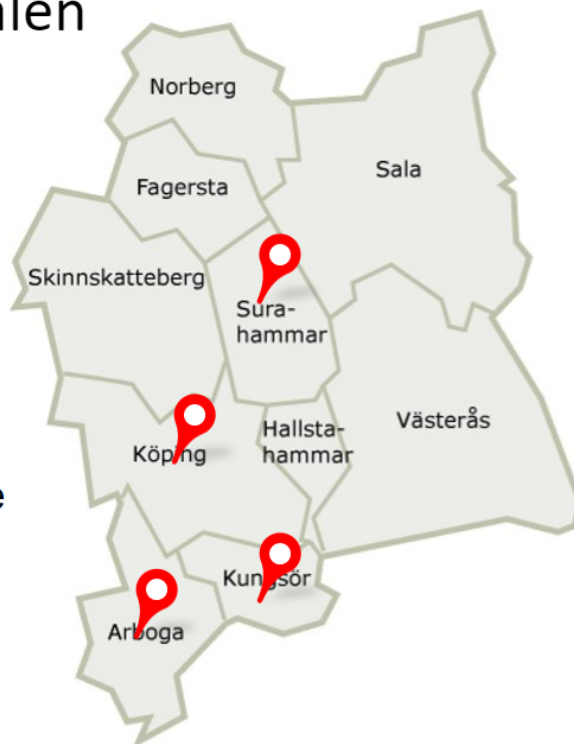 Norberg
Sala
Fagersta
Skinnskatteberg
Sura-
hammar
Västerås
Hallsta-
hammar
Köping
Kungsör
Arboga